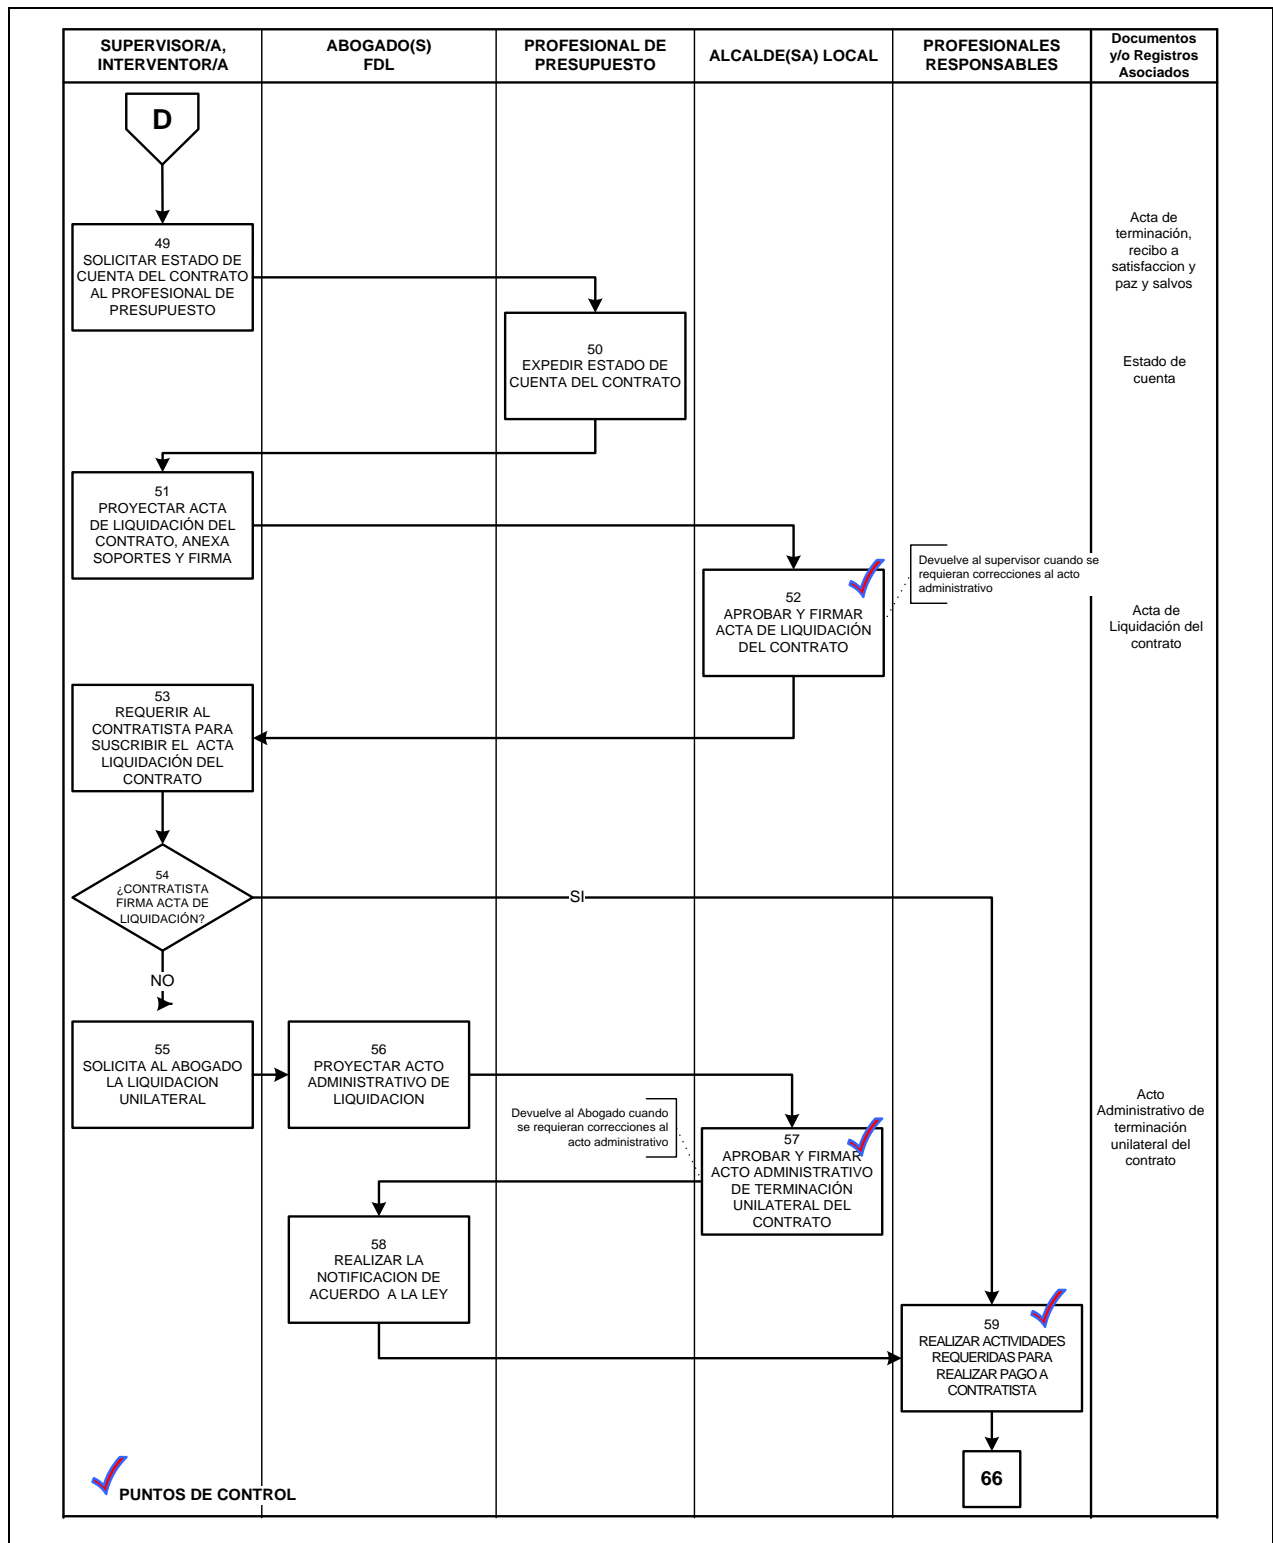 SUPERVISOR/A,
INTERVENTOR/A
ABOGADO(S)
FDL
PROFESIONAL DE
PRESUPUESTO
ALCALDE(SA) LOCAL
PROFESIONALES
RESPONSABLES
Documentos
y/o Registros
Asociados
D
49
SOLICITAR ESTADO DE
CUENTA DEL CONTRATO
AL PROFESIONAL DE
PRESUPUESTO
Acta de
terminación,
recibo a
satisfaccion y
paz y salvos
50
EXPEDIR ESTADO DE
CUENTA DEL CONTRATO
Estado de
cuenta
51
PROYECTAR ACTA
DE LIQUIDACIÓN DEL
CONTRATO, ANEXA
SOPORTES Y FIRMA
52
APROBAR Y FIRMAR
ACTA DE LIQUIDACIÓN
DEL CONTRATO
Devuelve al supervisor cuando se
requieran correcciones al acto
administrativo
Acta de
Liquidación del
contrato
53
REQUERIR AL
CONTRATISTA PARA
SUSCRIBIR EL ACTA
LIQUIDACIÓN DEL
CONTRATO
54
¿CONTRATISTA
FIRMA ACTA DE
LIQUIDACIÓN?
SI
NO
55
SOLICITA AL ABOGADO
LA LIQUIDACION
UNILATERAL
56
PROYECTAR ACTO
ADMINISTRATIVO DE
LIQUIDACION
Devuelve al Abogado cuando
se requieran correcciones al
acto administrativo
57
APROBAR Y FIRMAR
ACTO ADMINISTRATIVO
DE TERMINACIÓN
UNILATERAL DEL
CONTRATO
Acto
Administrativo de
terminación
unilateral del
contrato
58
REALIZAR LA
NOTIFICACION DE
ACUERDO A LA LEY
59
REALIZAR ACTIVIDADES
REQUERIDAS PARA
REALIZAR PAGO A
CONTRATISTA
66
PUNTOS DE CONTROL